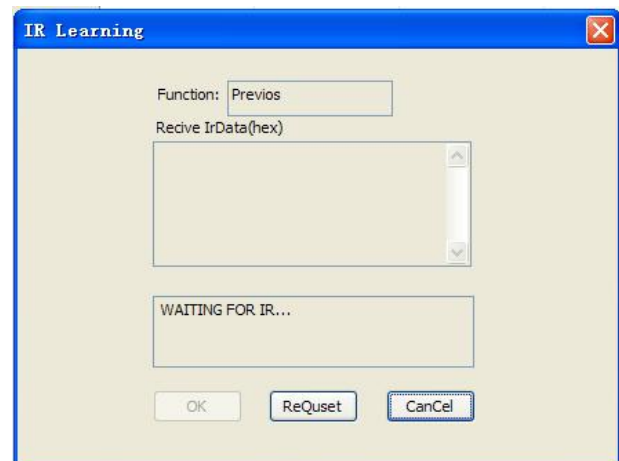 IR Learning
Function: Previos
Recive IrData(hex)
WAITING FOR IR...
OK ReQuset CanCel